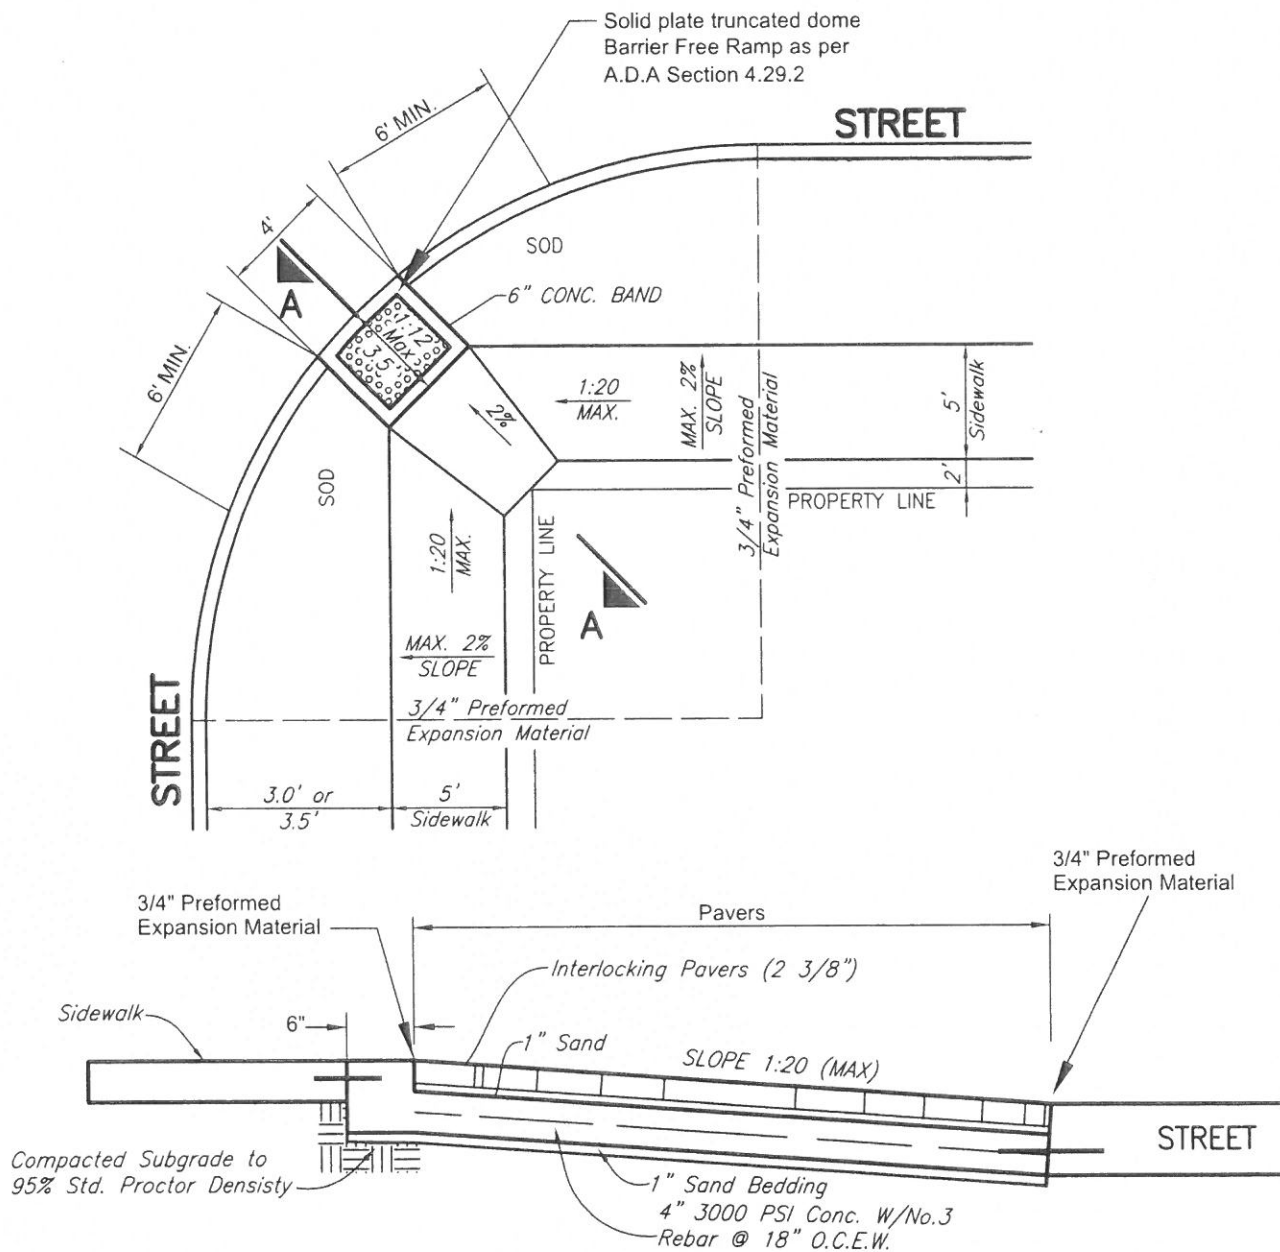 Solid plate truncated dome
Barrier Free Ramp as per
A.D.A Section 4.29.2
6' MIN.
STREET
4'
SOD
A
6" CONC. BAND
1:12
Max
3.5'
6' MIN.
2%
1:20
MAX.
MAX. 2%
SLOPE
3/4" Preformed
Expansion Material
5'
Sidewalk
2'
PROPERTY LINE
SOD
1:20
MAX.
PROPERTY LINE
A
MAX. 2%
SLOPE
3/4" Preformed
Expansion Material
STREET
3.0' or
3.5'
5'
Sidewalk
3/4" Preformed
Expansion Material
3/4" Preformed
Expansion Material
Pavers
Interlocking Pavers (2 3/8")
Sidewalk
6"
1" Sand
SLOPE 1:20 (MAX)
STREET
Compacted Subgrade to
95% Std. Proctor Densisty
1" Sand Bedding
4" 3000 PSI Conc. W/No.3
Rebar @ 18" O.C.E.W.